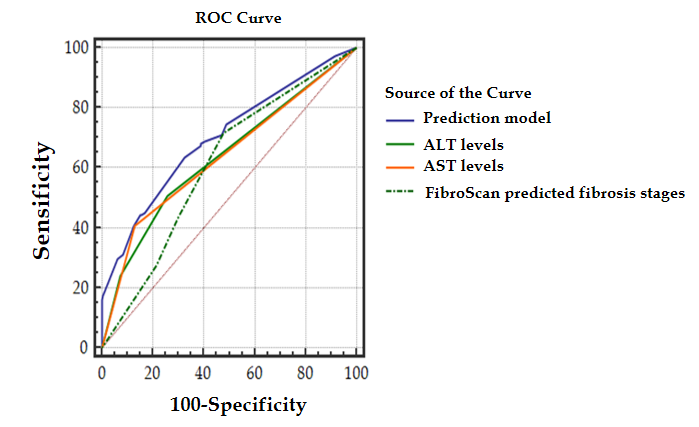 ROC Curve
100
80
60
40
20
0
Sensificity
0 20 40 60 80 100
100-Specificity
Source of the Curve
Prediction model
ALT levels
AST levels
FibroScan predicted fibrosis stages